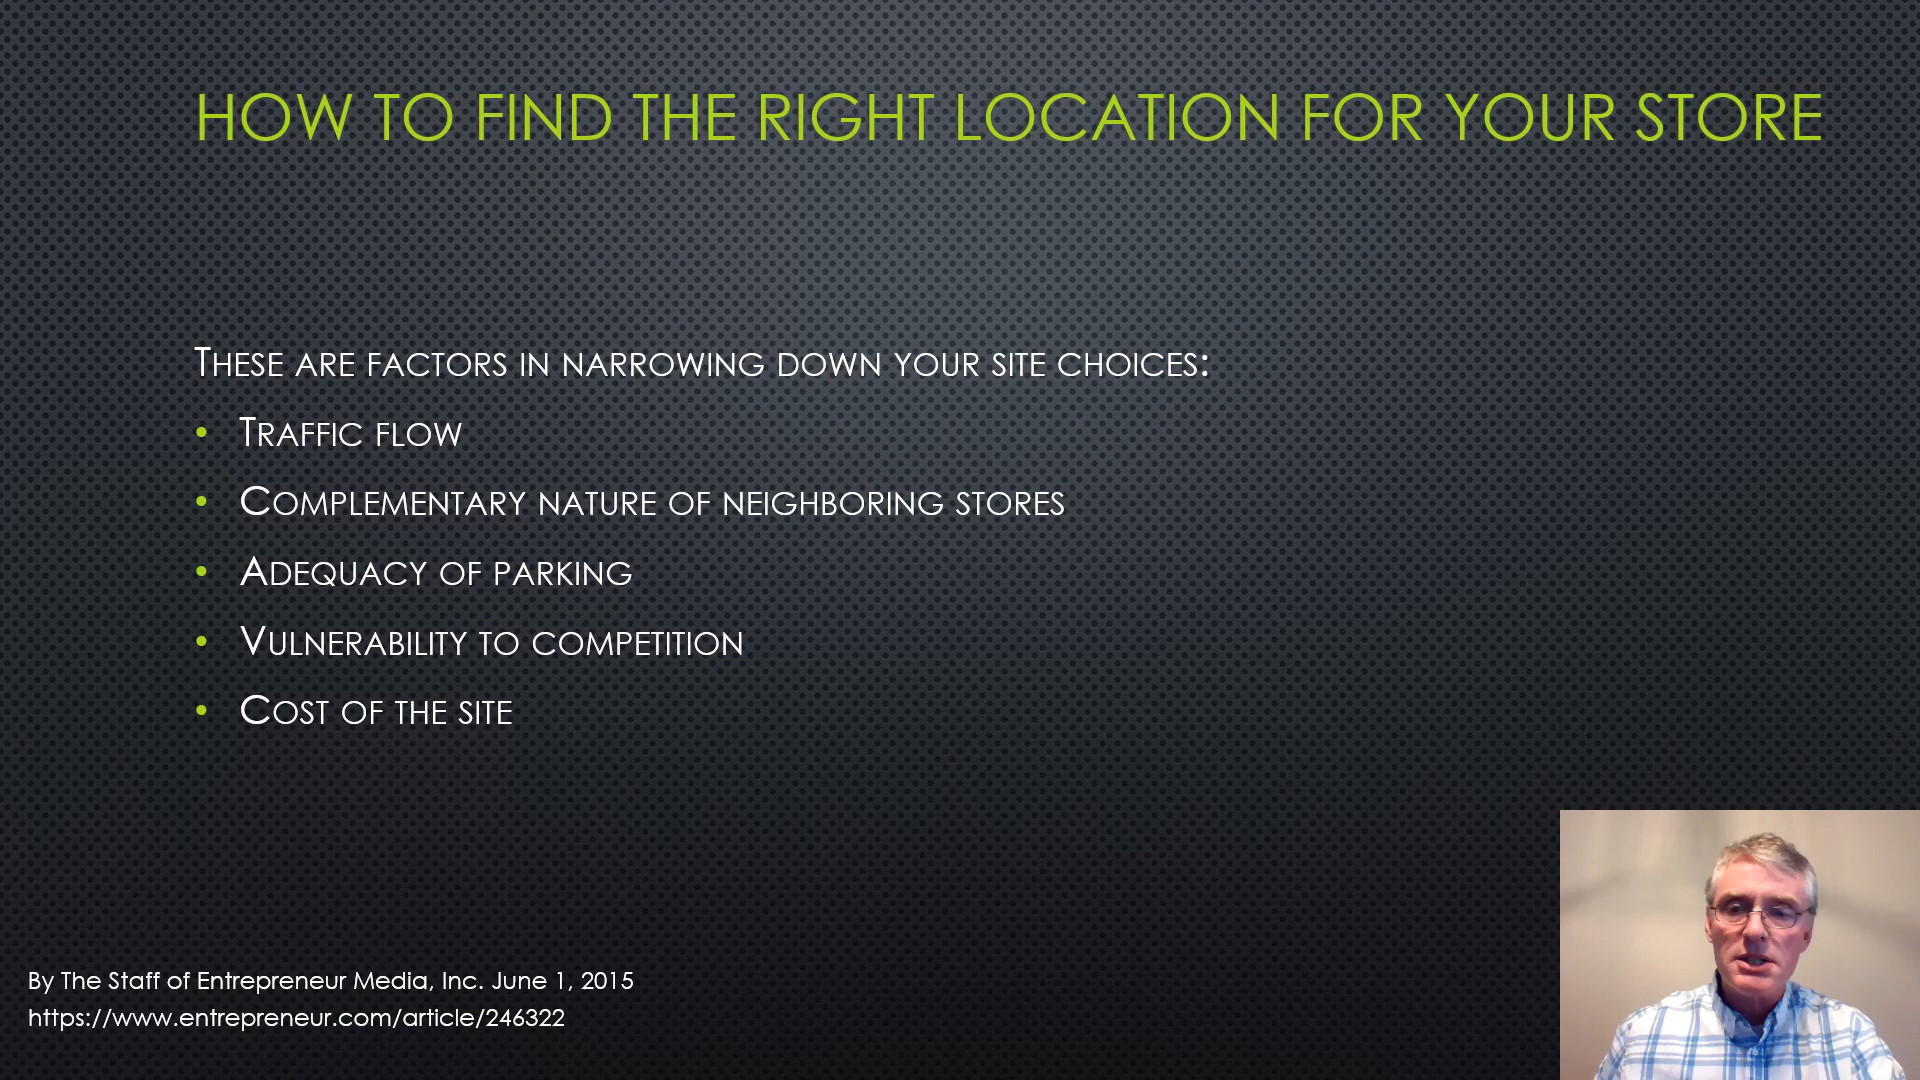 HOW TO FIND THE RIGHT LOCATION FOR YOUR STORE
THESE ARE FACTORS IN NARROWING DOWN YOUR SITE CHOICES:
• TRAFFIC FLOW
• COMPLEMENTARY NATURE OF NEIGHBORING STORES
• ADEQUACY OF PARKING
• VULNERABILITY TO COMPETITION
• COST OF THE SITE
By The Staff of Entrepreneur Media, Inc. June 1, 2015
https://www.entrepreneur.com/article/246322